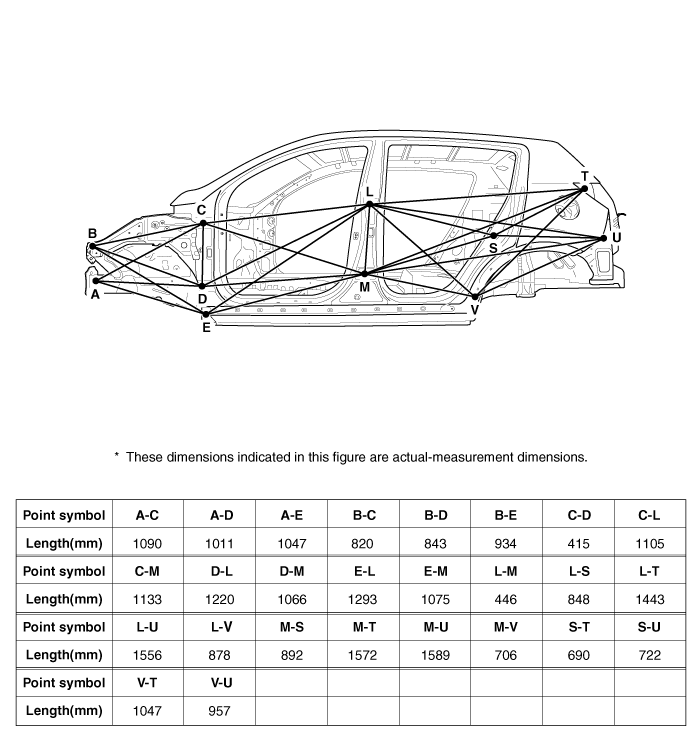 T
L
C
B
U
S
M
A
D
V
E
* These dimensions indicated in this figure are actual-measurement dimensions.
Point symbol A-C A-D A-E B-C B-D B-E C-D C-L
Length(mm) 1090 1011 1047 820 843 934 415 1105
Point symbol C-M D-L D-M E-L E-M L-M L-S L-T
Length(mm) 1133 1220 1066 1293 1075 446 848 1443
Point symbol L-U L-V M-S M-T M-U M-V S-T S-U
Length(mm) 1556 878 892 1572 1589 706 690 722
Point symbol V-T V-U
Length(mm) 1047 957